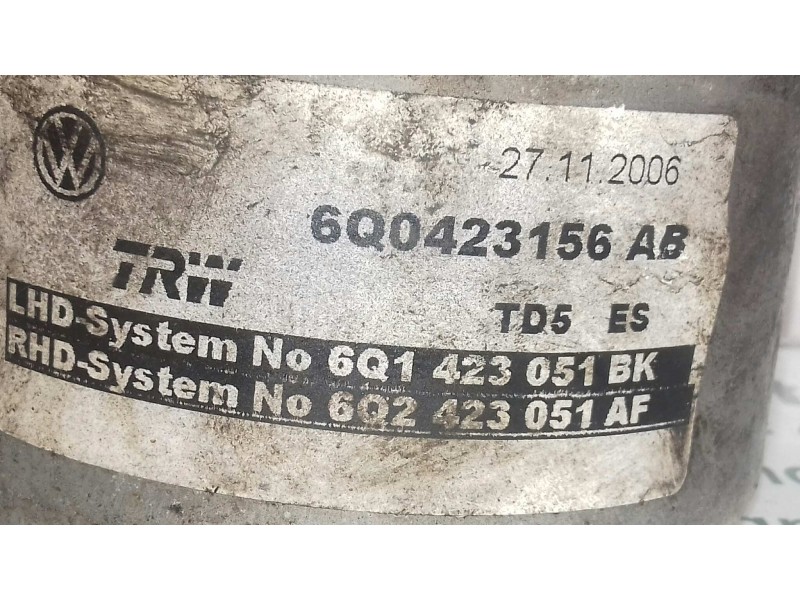 27.11.2006
6Q0423156 AB
TRW
TD5 ES
LHD-System No 6Q1 423 051 BK
RHD-System No 6Q2 423 051 AF